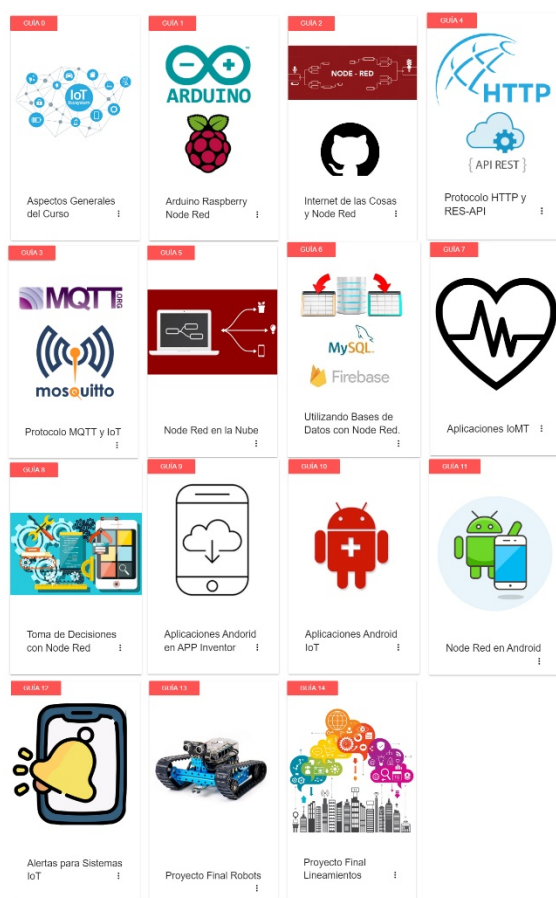 GUÍA 0
IoT
Ecosystem
Aspectos Generales
del Curso
GUÍA 1
ARDUINO
Arduino Raspberry
Node Red
GUÍA 2
NODE - RED
Internet de las Cosas
y Node Red
GUÍA 4
HTTP
{ API REST }
Protocolo HTTP y
RES-API
GUÍA 3
MQTT.ORG
mosquitto
Protocolo MQTT y IoT
GUÍA 5
Node Red en la Nube
GUÍA 6
MySQL
Firebase
Utilizando Bases de
Datos con Node Red.
GUÍA 7
Aplicaciones IoMT
GUÍA 8
Toma de Decisiones
con Node Red
GUÍA 9
Aplicaciones Andorid
en APP Inventor
GUÍA 10
Aplicaciones Android
IoT
GUÍA 11
Node Red en Android
GUÍA 12
Alertas para Sistemas
IoT
GUÍA 13
Proyecto Final Robots
GUÍA 14
Proyecto Final
Lineamientos